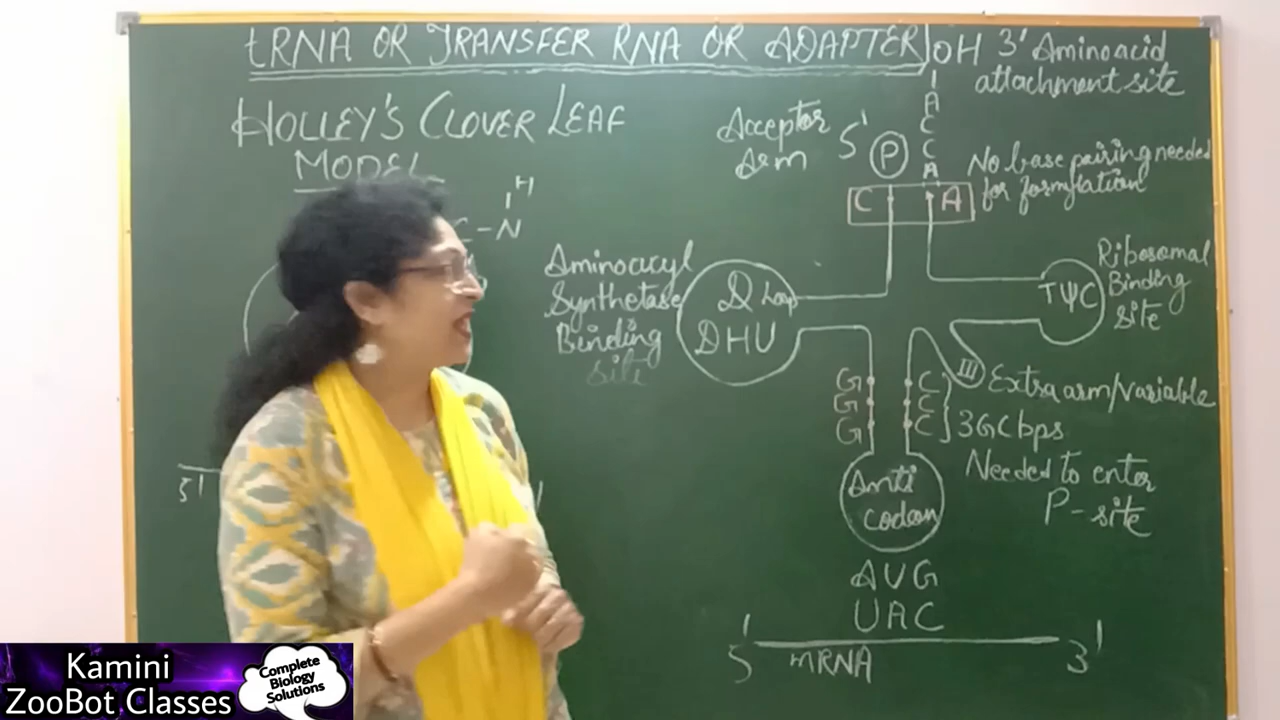 tRNA OR TRANSFER RNA OR ADAPTER
HOLLEY'S CLOVER LEAF
MODEL
H
C-N
5'
OH 3' Aminoacid
attachment site
A
C
C
A
Acceptor
Arm
5'
P
No base pairing needed
for formylation
C A
Aminoacyl
Synthetase
Binding
Site
D Loop
DHU
TΨC
Ribosomal
Binding
Site
III
Extra arm/Variable
G C
G C
G C
3GC bps
Needed to enter
P-site
Anti
codon
AUG
UAC
5' mRNA 3'
Kamini
ZooBot Classes
Complete
Biology
Solutions